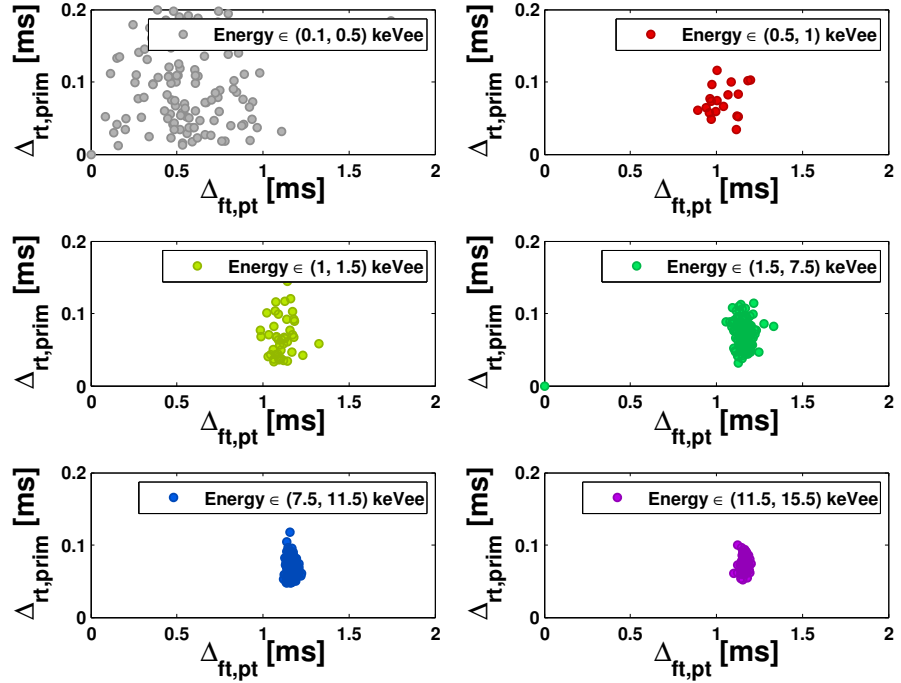 0.2
0.1
0
0 0.5 1 1.5 2
Δrt,prim [ms]
Δft,pt [ms]
Energy ∈ (0.1, 0.5) keVee
0.2
0.1
0
0 0.5 1 1.5 2
Δrt,prim [ms]
Δft,pt [ms]
Energy ∈ (0.5, 1) keVee
0.2
0.1
0
0 0.5 1 1.5 2
Δrt,prim [ms]
Δft,pt [ms]
Energy ∈ (1, 1.5) keVee
0.2
0.1
0
0 0.5 1 1.5 2
Δrt,prim [ms]
Δft,pt [ms]
Energy ∈ (1.5, 7.5) keVee
0.2
0.1
0
0 0.5 1 1.5 2
Δrt,prim [ms]
Δft,pt [ms]
Energy ∈ (7.5, 11.5) keVee
0.2
0.1
0
0 0.5 1 1.5 2
Δrt,prim [ms]
Δft,pt [ms]
Energy ∈ (11.5, 15.5) keVee